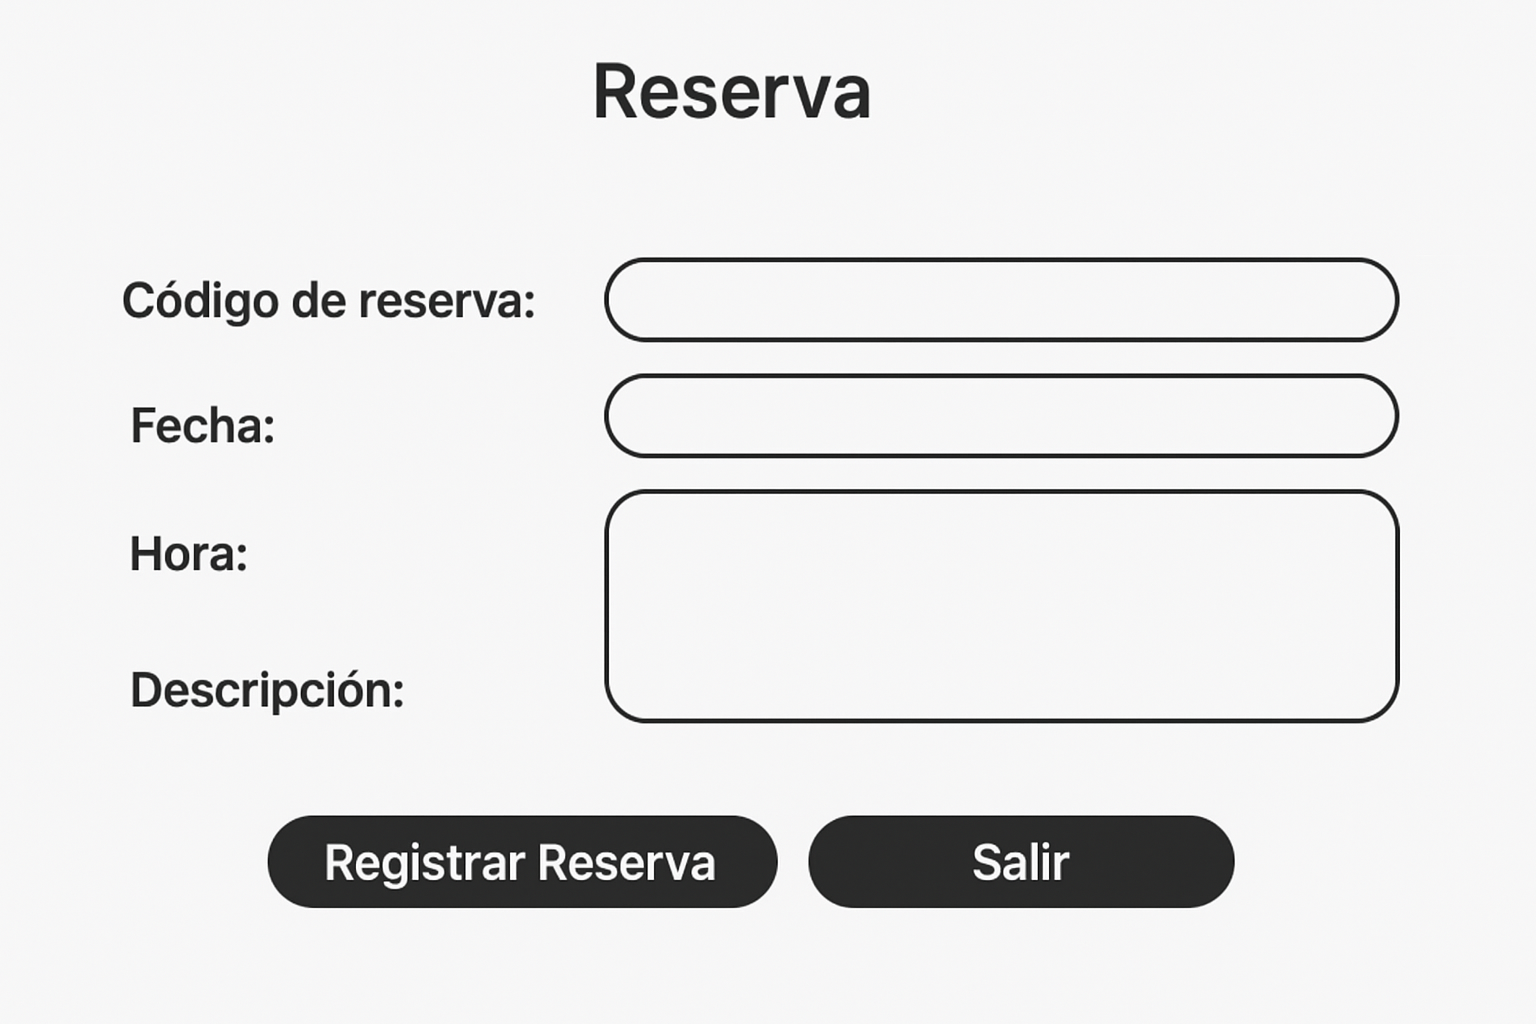 Reserva
Código de reserva:
Fecha:
Hora:
Descripción:
Registrar Reserva
Salir